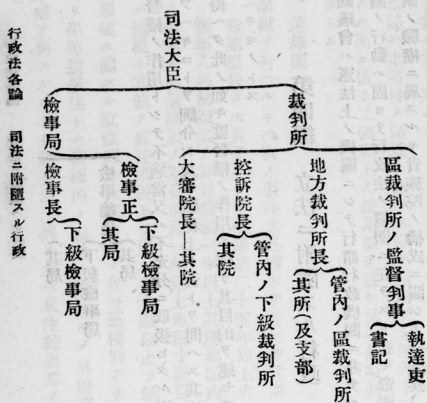 司法大臣
裁判所
區裁判所ノ監督判事
執達吏
書記
地方裁判所長
管內ノ區裁判所
其所(及支部)
控訴院長
管內ノ下級裁判所
其院
大審院長―其院
檢事局
檢事正
下級檢事局
其局
檢事長
下級檢事局
行政法各論 司法ニ附隨スル行政